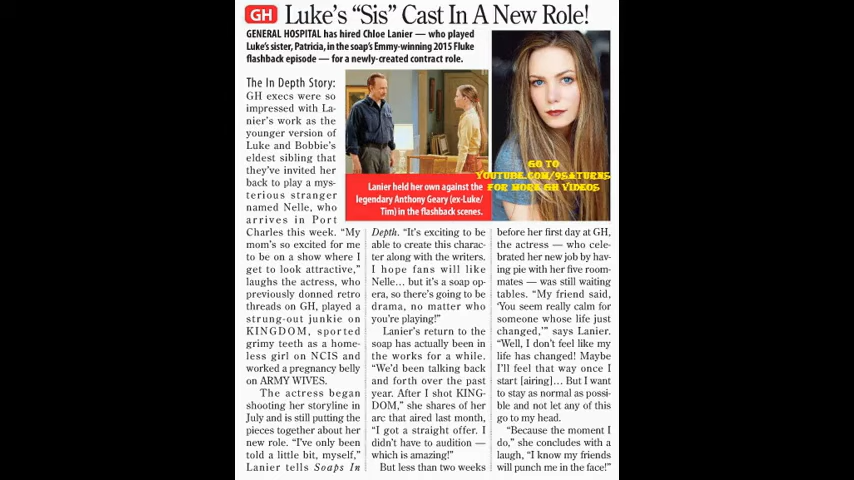 GH Luke's “Sis” Cast In A New Role!
GENERAL HOSPITAL has hired Chloe Lanier — who played
Luke's sister, Patricia, in the soap's Emmy-winning 2015 Fluke
flashback episode — for a newly-created contract role.
The In Depth Story:
GH execs were so
impressed with La-
nier's work as the
younger version of
Luke and Bobbie's
eldest sibling that
they've invited her
back to play a mys-
terious stranger
named Nelle, who
arrives in Port
Charles this week. “My
mom's so excited for me
to be on a show where I
get to look attractive,”
laughs the actress, who
previously donned retro
threads on GH, played a
strung-out junkie on
KINGDOM, sported
grimy teeth as a home-
less girl on NCIS and
worked a pregnancy belly
on ARMY WIVES.
The actress began
shooting her storyline in
July and is still putting the
pieces together about her
new role. “I've only been
told a little bit, myself,”
Lanier tells Soaps In
Lanier held her own against the
legendary Anthony Geary (ex-Luke/
Tim) in the flashback scenes.
GO TO
YOUTUBE.COM/9SATURNS
FOR MORE GH VIDEOS
Depth. “It's exciting to be
able to create this charac-
ter along with the writers.
I hope fans will like
Nelle... but it's a soap op-
era, so there's going to be
drama, no matter who
you're playing!”
Lanier's return to the
soap has actually been in
the works for a while.
“We'd been talking back
and forth over the past
year. After I shot KING-
DOM,” she shares of her
arc that aired last month,
“I got a straight offer. I
didn't have to audition —
which is amazing!”
But less than two weeks
before her first day at GH,
the actress — who cele-
brated her new job by hav-
ing pie with her five room-
mates — was still waiting
tables. “My friend said,
‘You seem really calm for
someone whose life just
changed,’” says Lanier.
“Well, I don't feel like my
life has changed! Maybe
I'll feel that way once I
start [airing]... But I want
to stay as normal as possi-
ble and not let any of this
go to my head.
“Because the moment I
do,” she concludes with a
laugh, “I know my friends
will punch me in the face!”